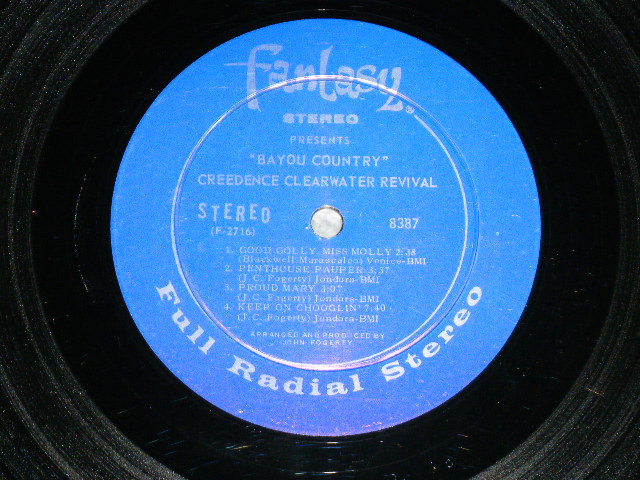 fantasy
STEREO
PRESENTS
"BAYOU COUNTRY"
CREEDENCE CLEARWATER REVIVAL
STEREO 8387
(F-2716)
1. GOOD GOLLY, MISS MOLLY 2:38
(Blackwell-Marascalco) Venice-BMI
2. PENTHOUSE PAUPER 3:37
(J. C. Fogerty) Jondora-BMI
3. PROUD MARY 3:07
(J. C. Fogerty) Jondora-BMI
4. KEEP ON CHOOGLIN' 7:40
(J. C. Fogerty) Jondora-BMI
ARRANGED AND PRODUCED BY
JOHN FOGERTY
Full Radial Stereo